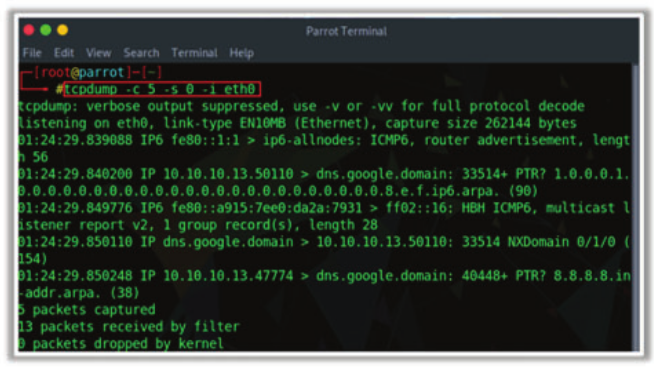 Parrot Terminal
File Edit View Search Terminal Help
[root@parrot]-[~]
#tcpdump -c 5 -s 0 -i eth0
tcpdump: verbose output suppressed, use -v or -vv for full protocol decode
listening on eth0, link-type EN10MB (Ethernet), capture size 262144 bytes
01:24:29.839088 IP6 fe80::1:1 > ip6-allnodes: ICMP6, router advertisement, lengt
h 56
01:24:29.840200 IP 10.10.10.13.50110 > dns.google.domain: 33514+ PTR? 1.0.0.0.1.
0.0.0.0.0.0.0.0.0.0.0.0.0.0.0.0.0.0.0.0.0.0.0.8.e.f.ip6.arpa. (90)
01:24:29.849776 IP6 fe80::a915:7ee0:da2a:7931 > ff02::16: HBH ICMP6, multicast l
istener report v2, 1 group record(s), length 28
01:24:29.850110 IP dns.google.domain > 10.10.10.13.50110: 33514 NXDomain 0/1/0 (
154)
01:24:29.850248 IP 10.10.10.13.47774 > dns.google.domain: 40448+ PTR? 8.8.8.8.in
-addr.arpa. (38)
5 packets captured
13 packets received by filter
0 packets dropped by kernel